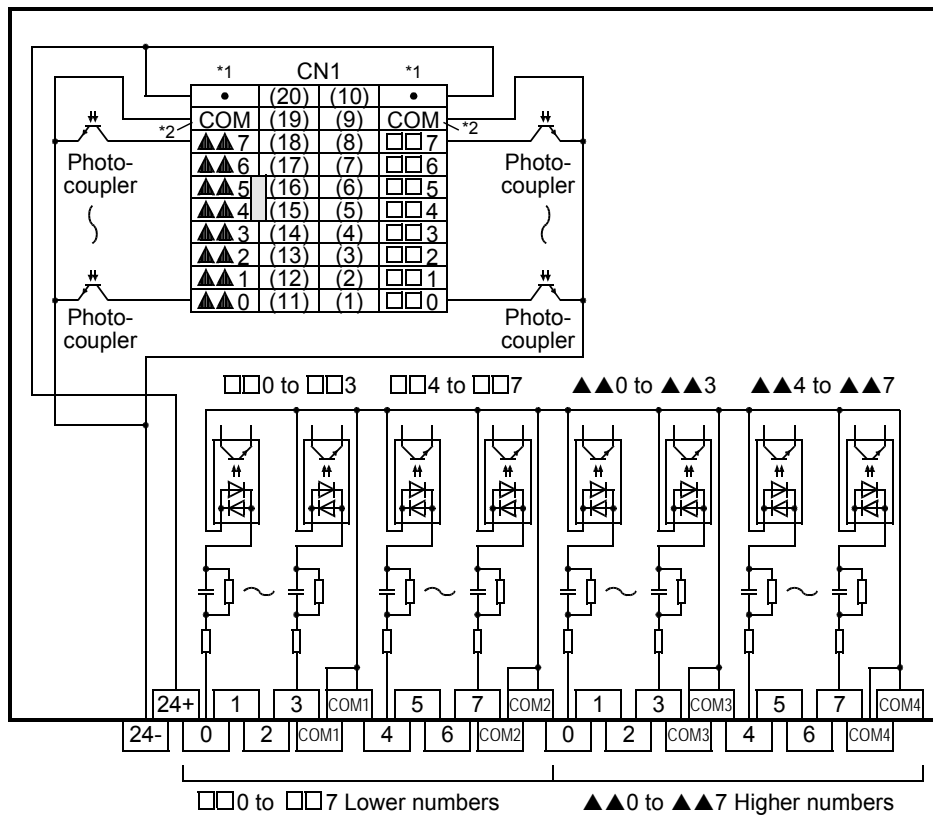 *1 CN1 *1
• (20) (10) •
*2 COM (19) (9) COM *2
▲▲7 (18) (8) □□7
▲▲6 (17) (7) □□6
▲▲5 (16) (6) □□5
▲▲4 (15) (5) □□4
▲▲3 (14) (4) □□3
▲▲2 (13) (3) □□2
▲▲1 (12) (2) □□1
▲▲0 (11) (1) □□0
Photo-
coupler
Photo-
coupler
Photo-
coupler
Photo-
coupler
□□0 to □□3 □□4 to □□7 ▲▲0 to ▲▲3 ▲▲4 to ▲▲7
24+ 1 3 COM1 5 7 COM2 1 3 COM3 5 7 COM4
24- 0 2 COM1 4 6 COM2 0 2 COM3 4 6 COM4
□□0 to □□7 Lower numbers ▲▲0 to ▲▲7 Higher numbers